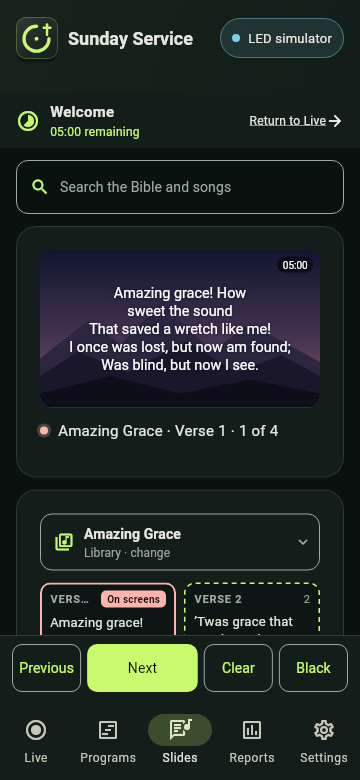 Sunday Service
LED simulator
Welcome
05:00 remaining
Return to Live
Search the Bible and songs
05:00
Amazing grace! How
sweet the sound
That saved a wretch like me!
I once was lost, but now am found;
Was blind, but now I see.
Amazing Grace · Verse 1 · 1 of 4
Amazing Grace
Library · change
VERS… On screens
Amazing grace!
VERSE 2 2
’Twas grace that
Previous
Next
Clear
Black
Live
Programs
Slides
Reports
Settings